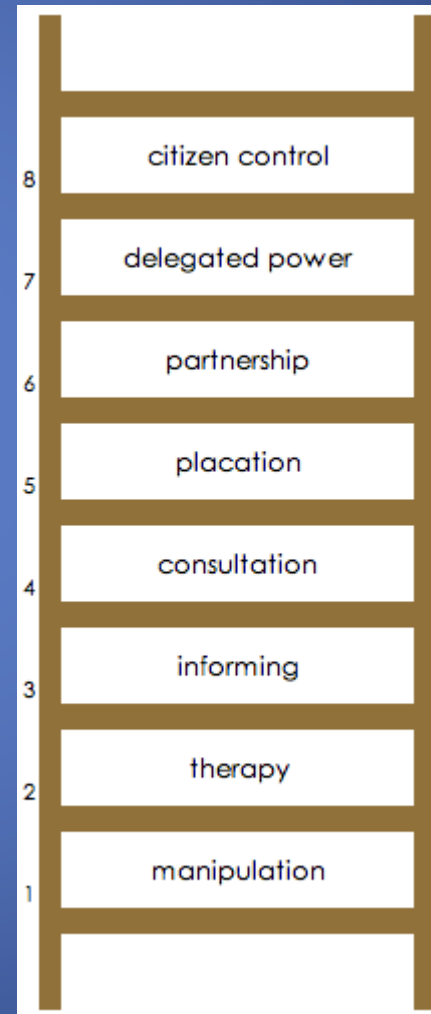 8 citizen control
7 delegated power
6 partnership
5 placation
4 consultation
3 informing
2 therapy
1 manipulation